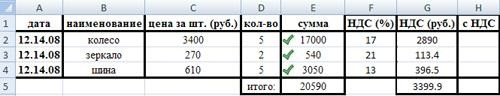 A B C D E F G H
1 дата наименование цена за шт. (руб.) кол-во сумма НДС (%) НДС (руб.) с НДС
2 12.14.08 колесо 3400 5 17000 17 2890
3 12.14.08 зеркало 270 2 540 21 113.4
4 12.14.08 шина 610 5 3050 13 396.5
5 итого: 20590 3399.9